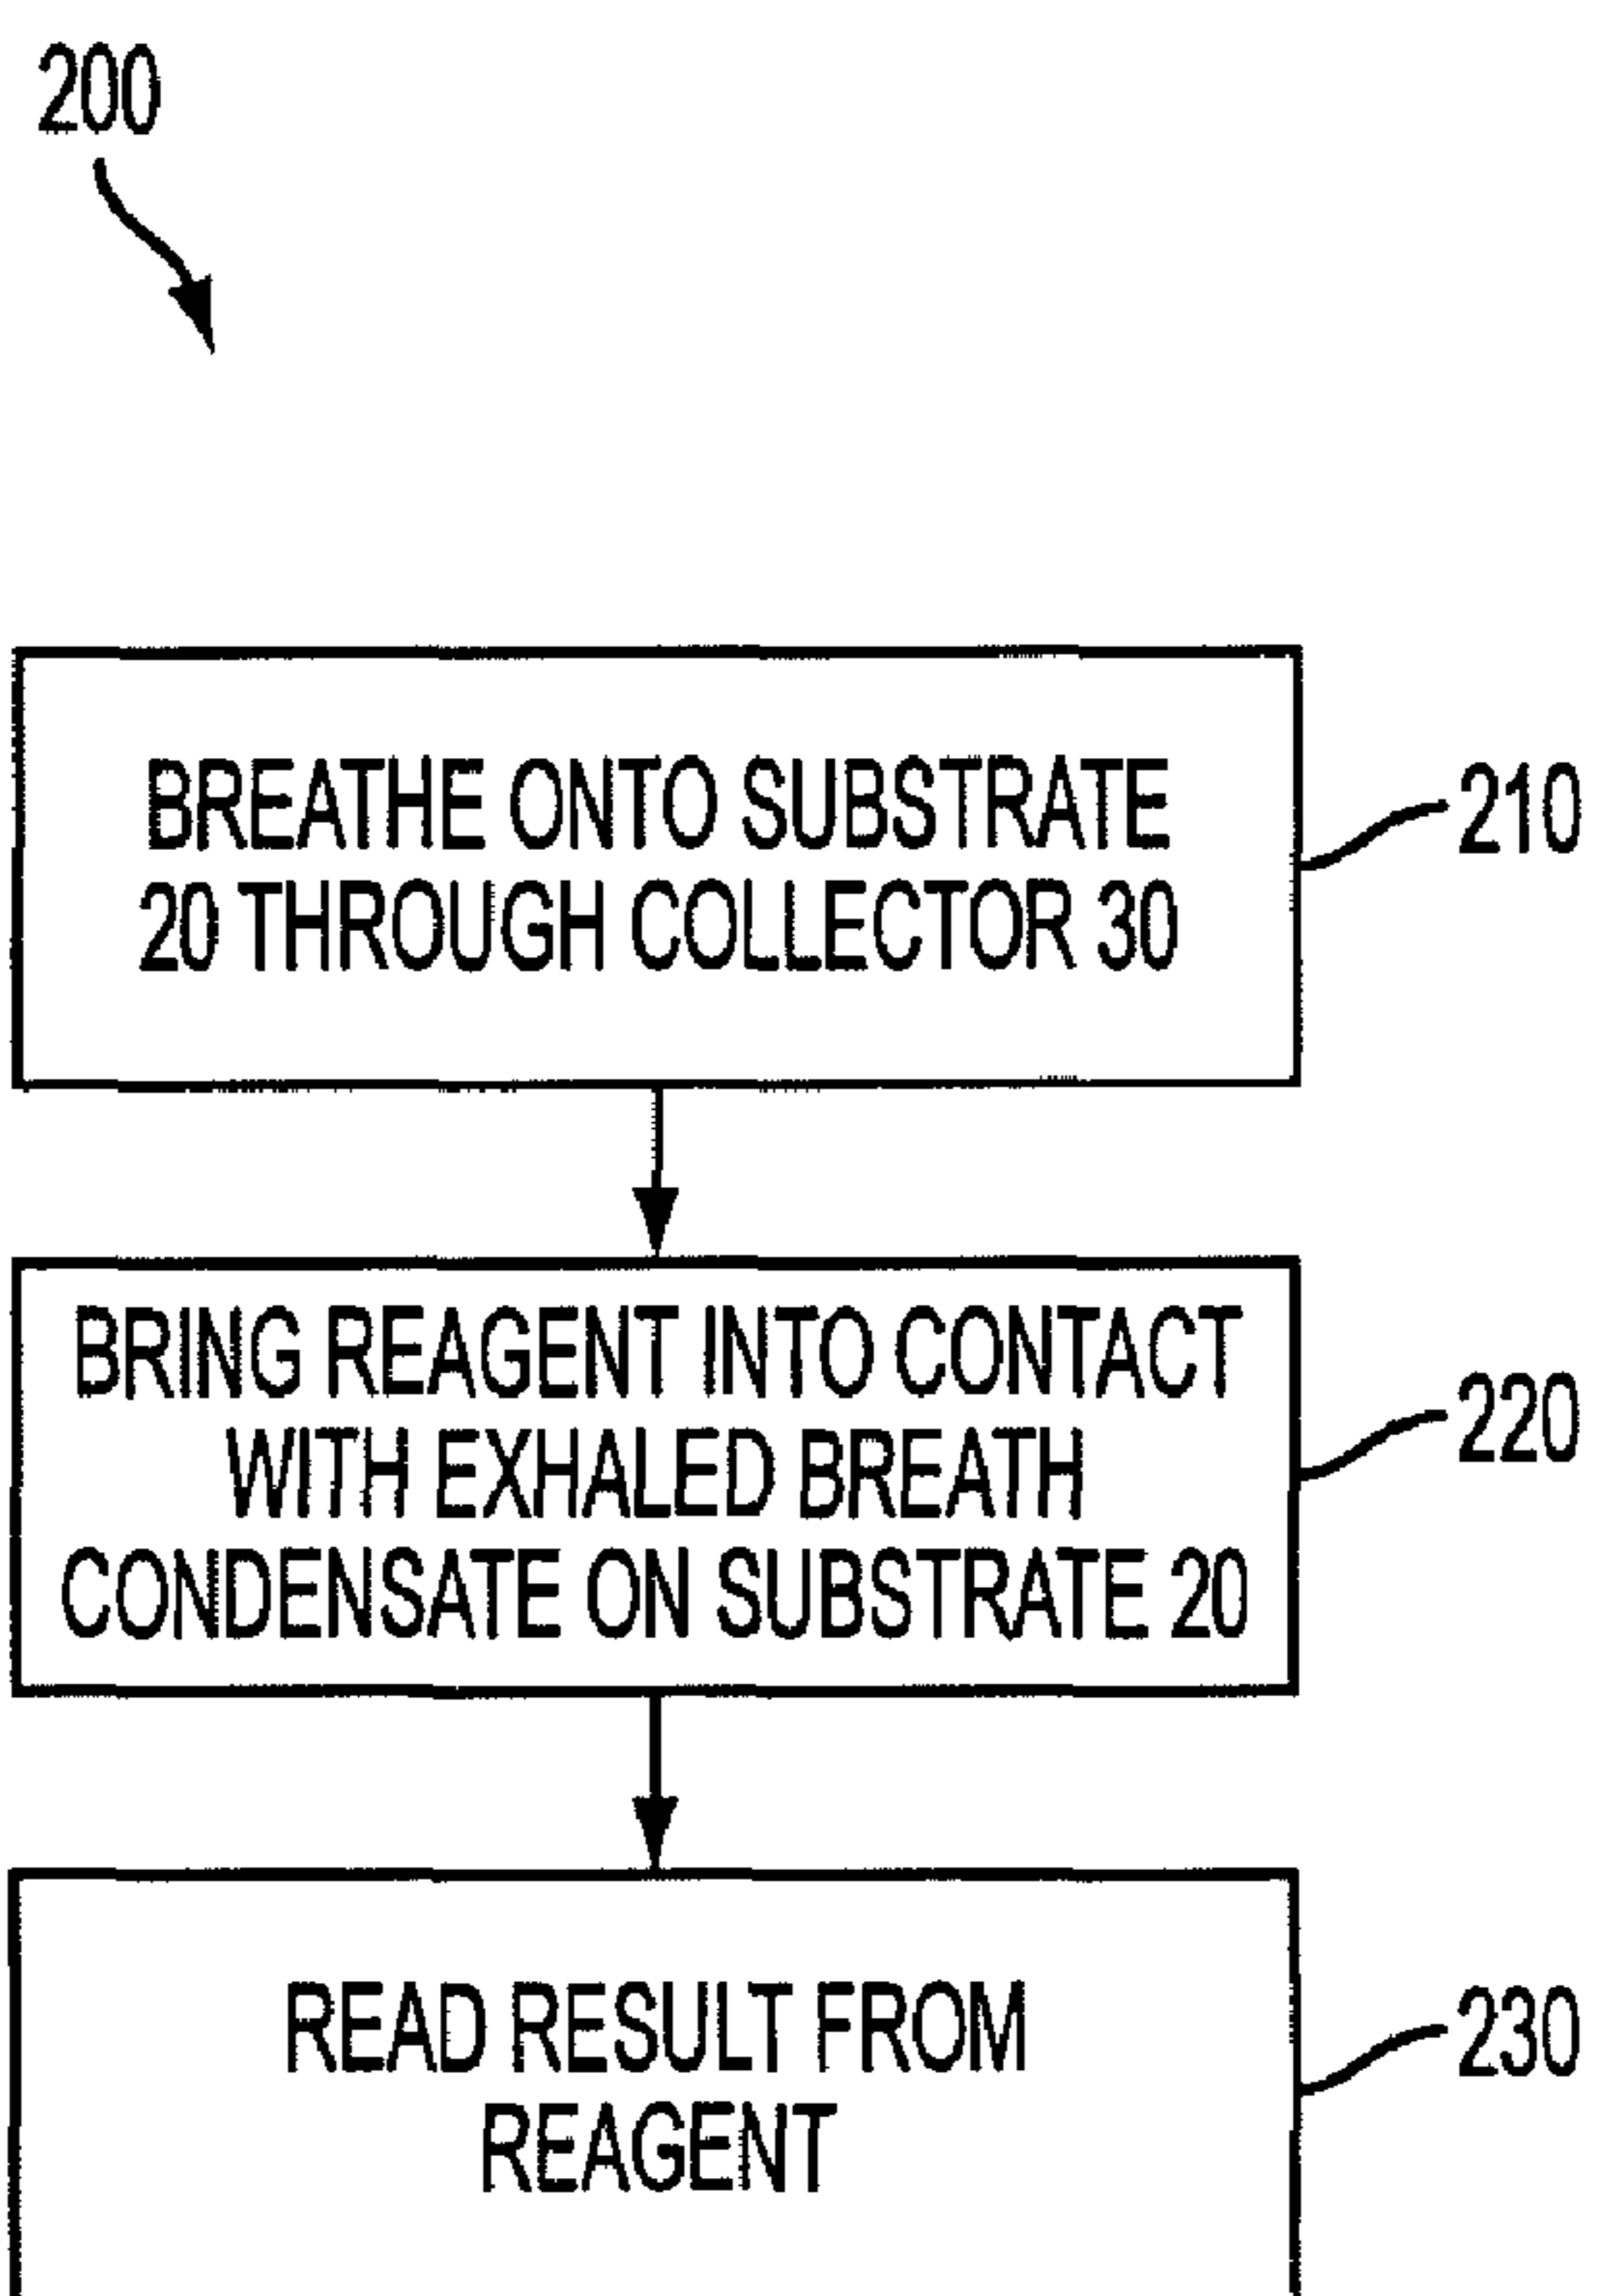 200
BREATHE ONTO SUBSTRATE
20 THROUGH COLLECTOR 30
210
BRING REAGENT INTO CONTACT
WITH EXHALED BREATH
CONDENSATE ON SUBSTRATE 20
220
READ RESULT FROM
REAGENT
230